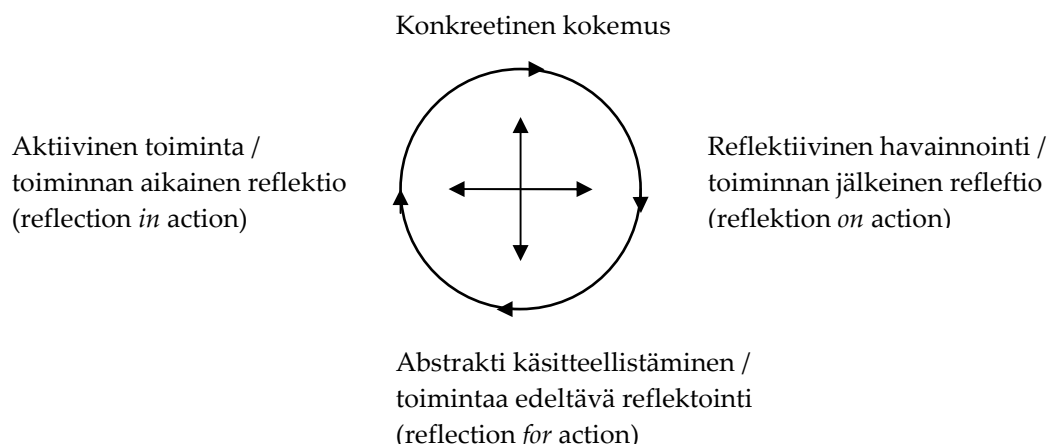 Konkreetinen kokemus
Aktiivinen toiminta /
toiminnan aikainen reflektio
(reflection in action)
Reflektiivinen havainnointi /
toiminnan jälkeinen refleftio
(reflektion on action)
Abstrakti käsitteellistäminen /
toimintaa edeltävä reflektointi
(reflection for action)